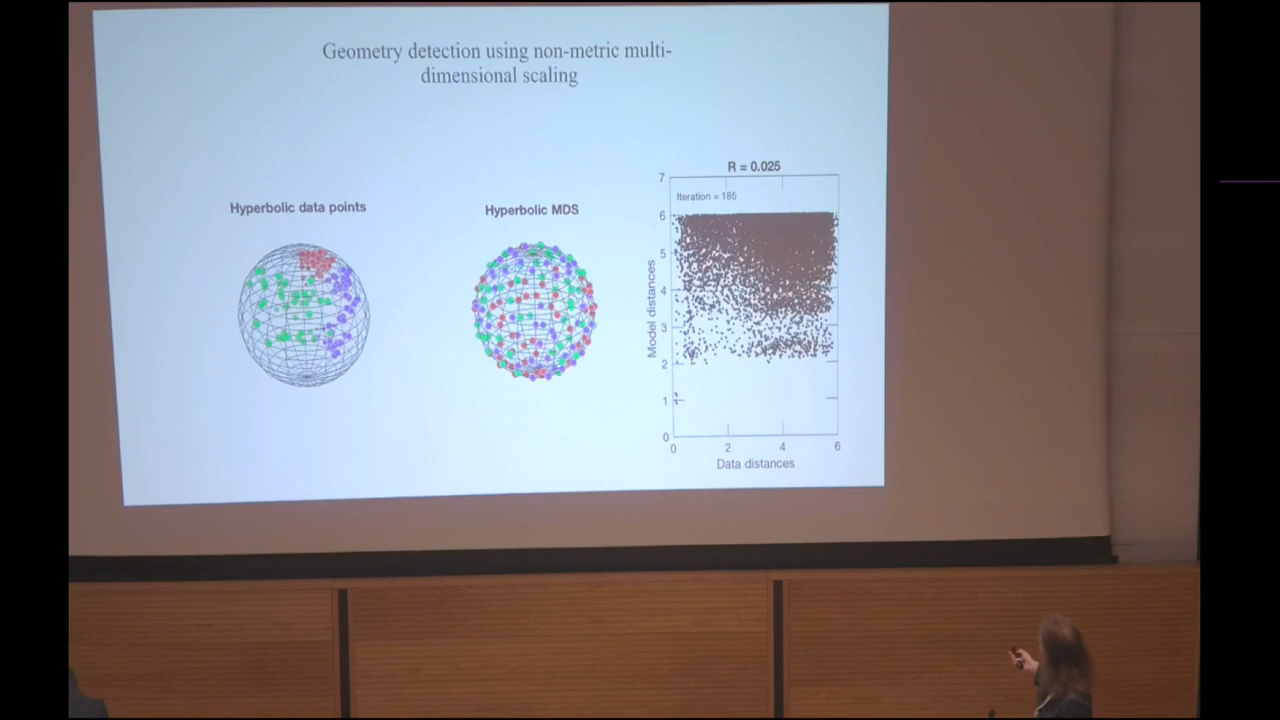 Geometry detection using non-metric multi-
dimensional scaling
Hyperbolic data points
Hyperbolic MDS
R = 0.025
Iteration = 185
7
6
5
4
3
2
1
0
Model distances
0 2 4 6
Data distances